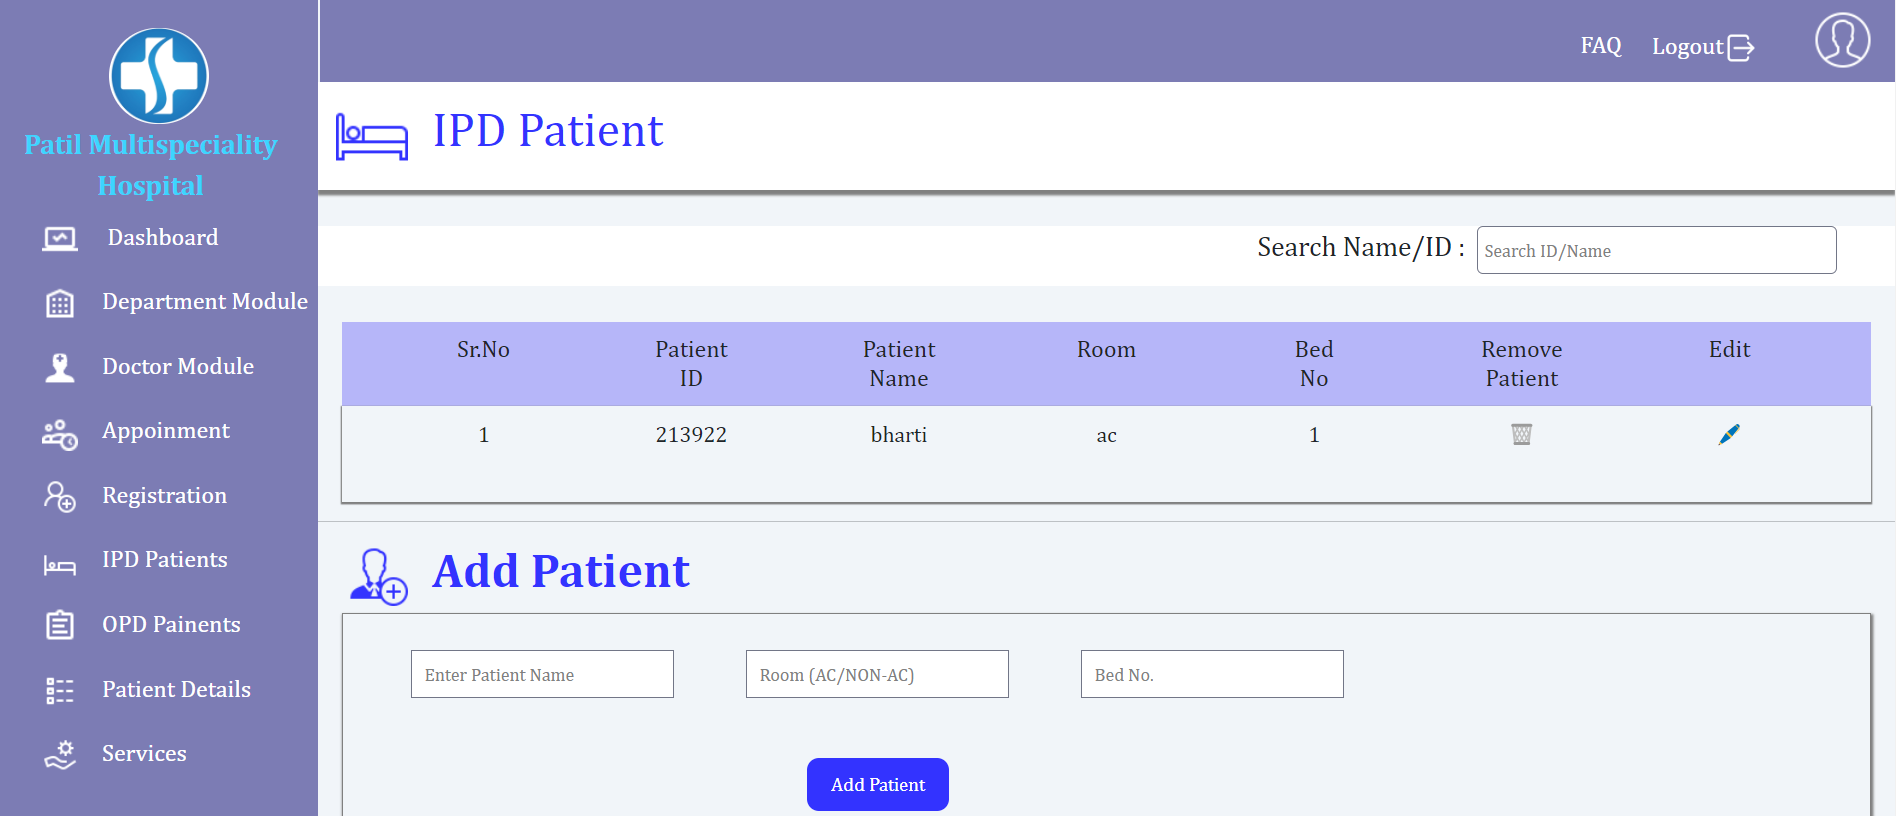 FAQ
Logout
Patil Multispeciality
Hospital
Dashboard
Department Module
Doctor Module
Appoinment
Registration
IPD Patients
OPD Painents
Patient Details
Services
IPD Patient
Search Name/ID : Search ID/Name
Sr.No Patient ID Patient Name Room Bed No Remove Patient Edit
1 213922 bharti ac 1
Add Patient
Enter Patient Name Room (AC/NON-AC) Bed No.
Add Patient